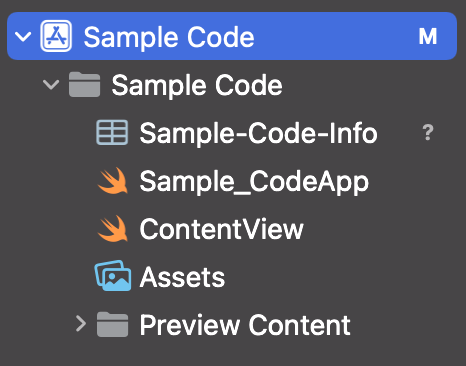 Sample Code M
Sample Code
Sample-Code-Info ?
Sample_CodeApp
ContentView
Assets
Preview Content